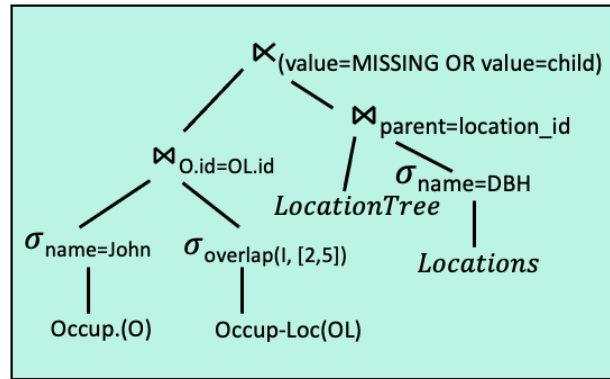 ⋉(value=MISSING OR value=child)
⋈parent=location_id
⋈O.id=OL.id
σname=DBH
LocationTree
σname=John
σoverlap(I, [2,5])
Locations
Occup.(O)
Occup-Loc(OL)